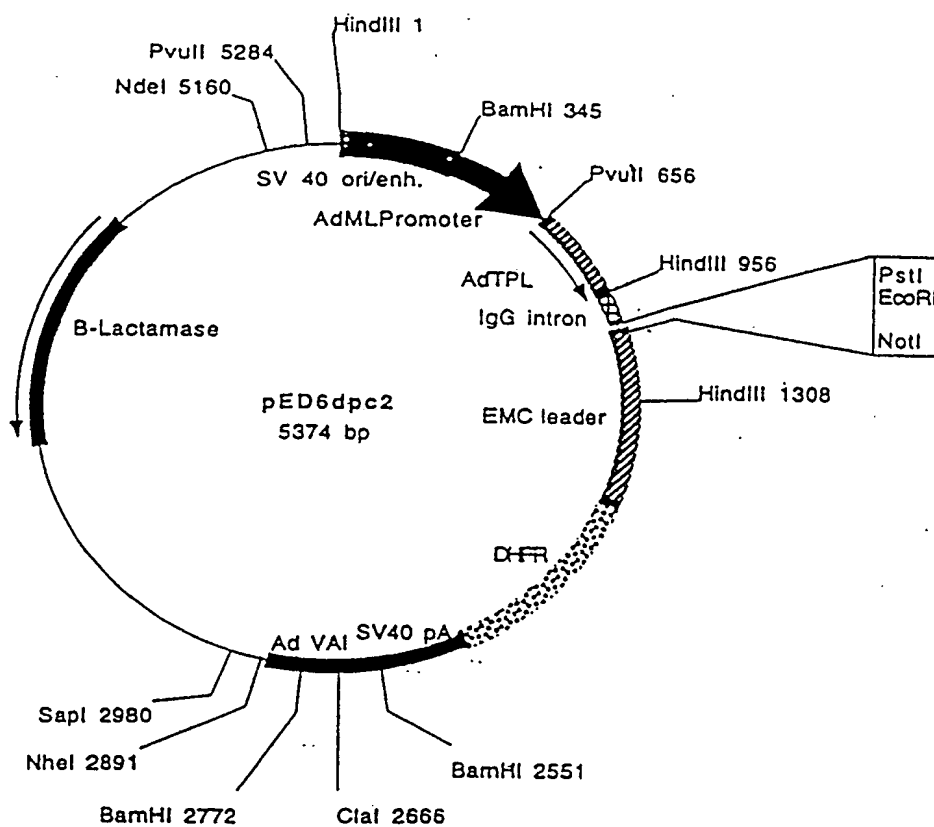 HindIII 1
PvuII 5284
NdeI 5160
BamHI 345
SV 40 ori/enh.
PvuII 656
AdMLPromoter
HindIII 956
AdTPL
PstI
EcoRI
IgG intron
NotI
B-Lactamase
pED6dpc2
5374 bp
EMC leader
HindIII 1308
DHFR
SV40 pA
Ad VAI
SapI 2980
NheI 2891
BamHI 2551
BamHI 2772
ClaI 2666